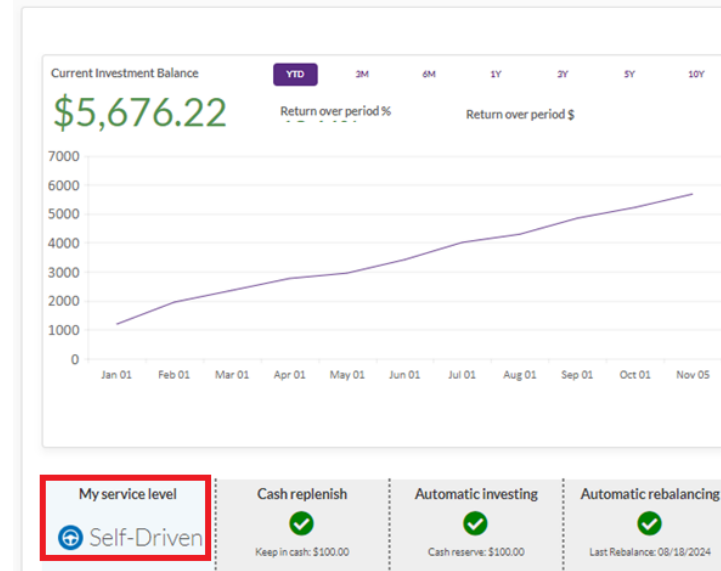 Current Investment Balance
YTD 3M 6M 1Y 3Y 5Y 10Y
$5,676.22
Return over period % Return over period $
7000
6000
5000
4000
3000
2000
1000
0
Jan 01 Feb 01 Mar 01 Apr 01 May 01 Jun 01 Jul 01 Aug 01 Sep 01 Oct 01 Nov 05
My service level Cash replenish Automatic investing Automatic rebalancing
Self-Driven
Keep in cash: $100.00 Cash reserve: $100.00 Last Rebalance: 08/18/2024